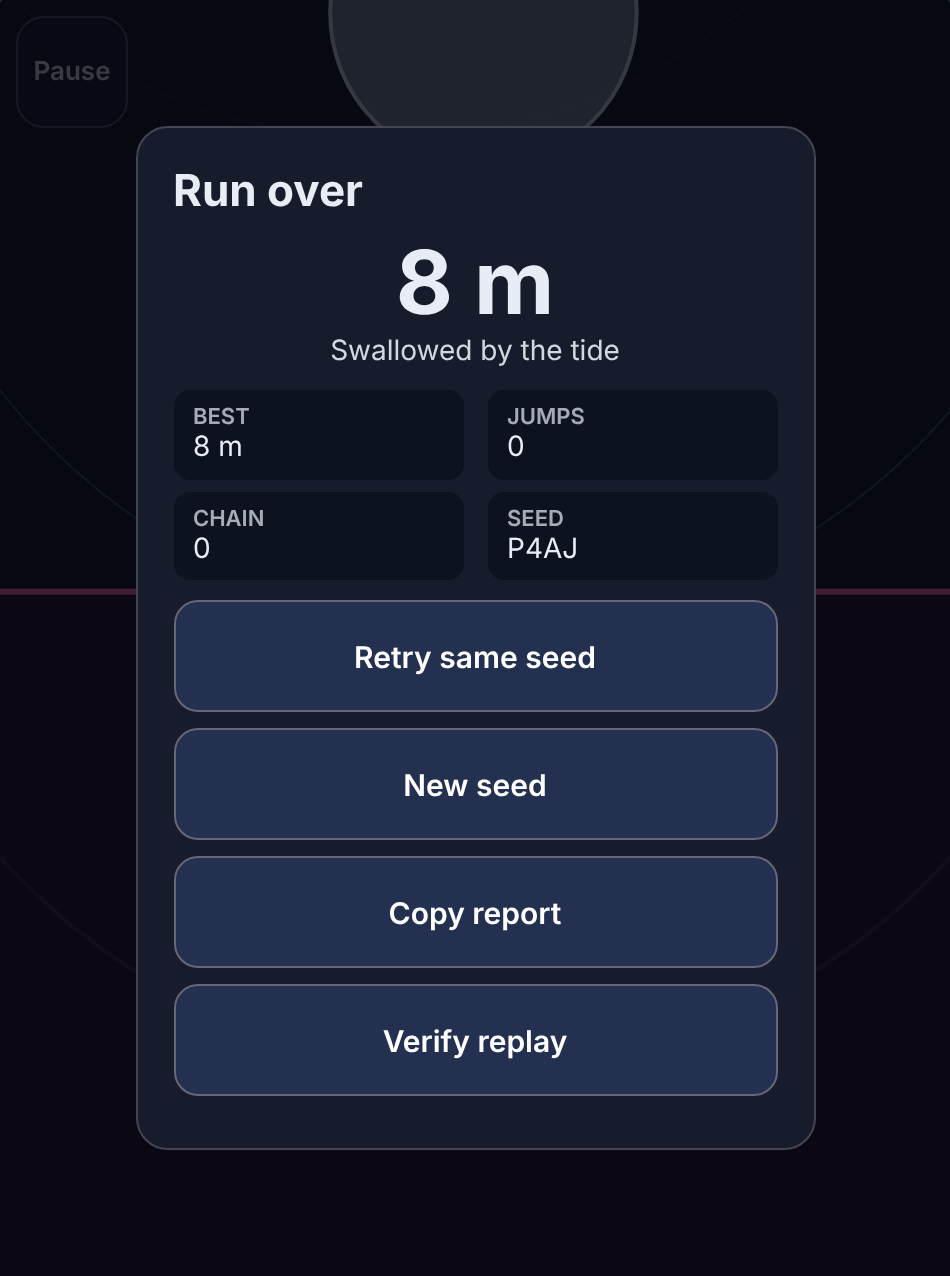 Pause
Run over
8 m
Swallowed by the tide
BEST
8 m
JUMPS
0
CHAIN
0
SEED
P4AJ
Retry same seed
New seed
Copy report
Verify replay